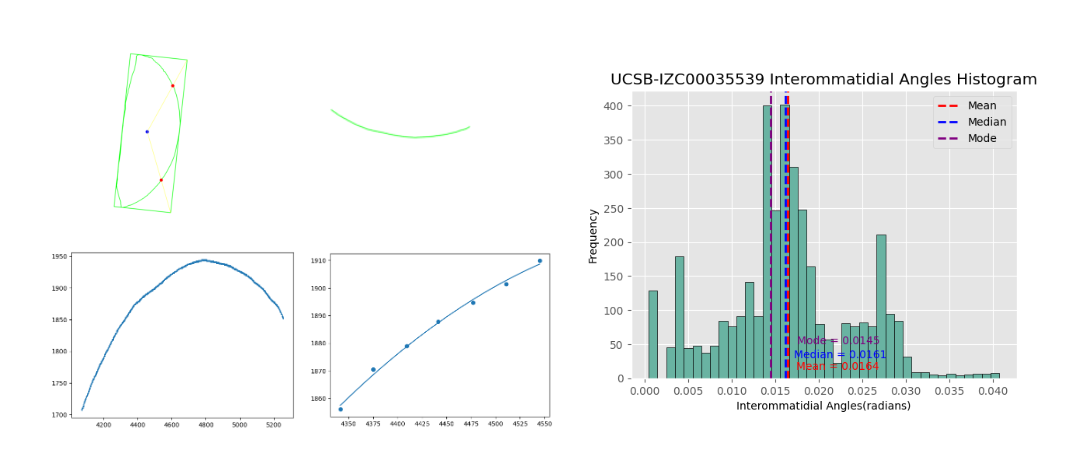 1950
1900
1850
1800
1750
1700
4200 4400 4600 4800 5000 5200
1910
1900
1890
1880
1870
1860
4350 4375 4400 4425 4450 4475 4500 4525 4550
UCSB-IZC00035539 Interommatidial Angles Histogram
Mean
Median
Mode
Frequency
400
350
300
250
200
150
100
50
0
Mode = 0.0145
Median = 0.0161
Mean = 0.0164
0.000 0.005 0.010 0.015 0.020 0.025 0.030 0.035 0.040
Interommatidial Angles(radians)